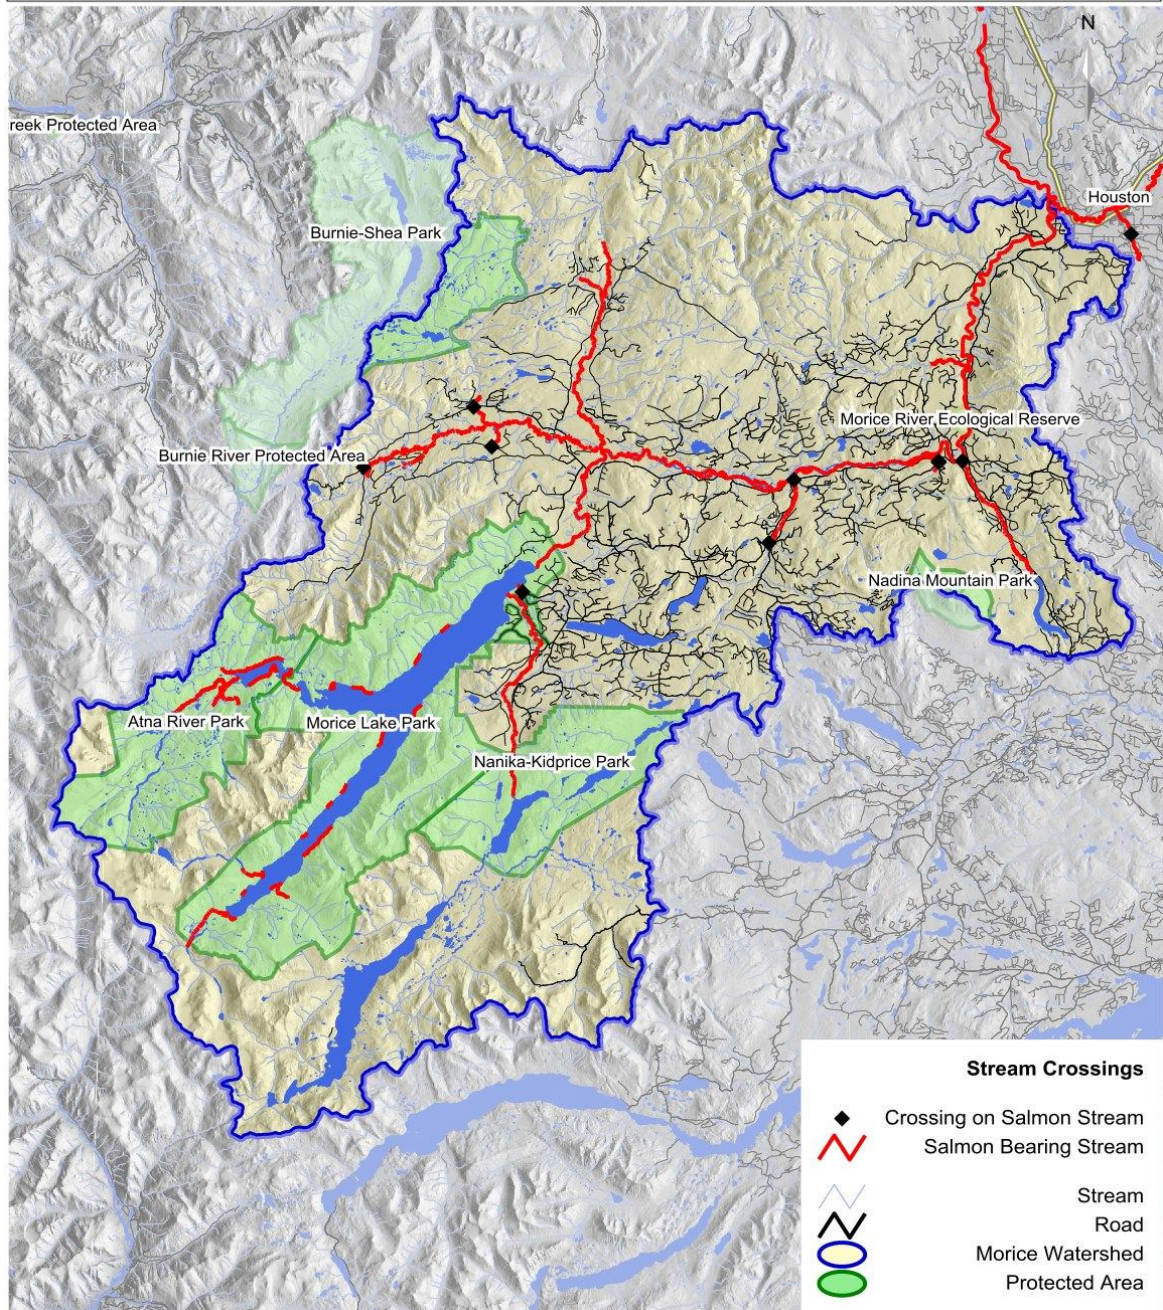 N
reek Protected Area
Houston
Burnie-Shea Park
Morice River Ecological Reserve
Burnie River Protected Area
Nadina Mountain Park
Atna River Park
Morice Lake Park
Nanika-Kidprice Park
Stream Crossings
Crossing on Salmon Stream
Salmon Bearing Stream
Stream
Road
Morice Watershed
Protected Area